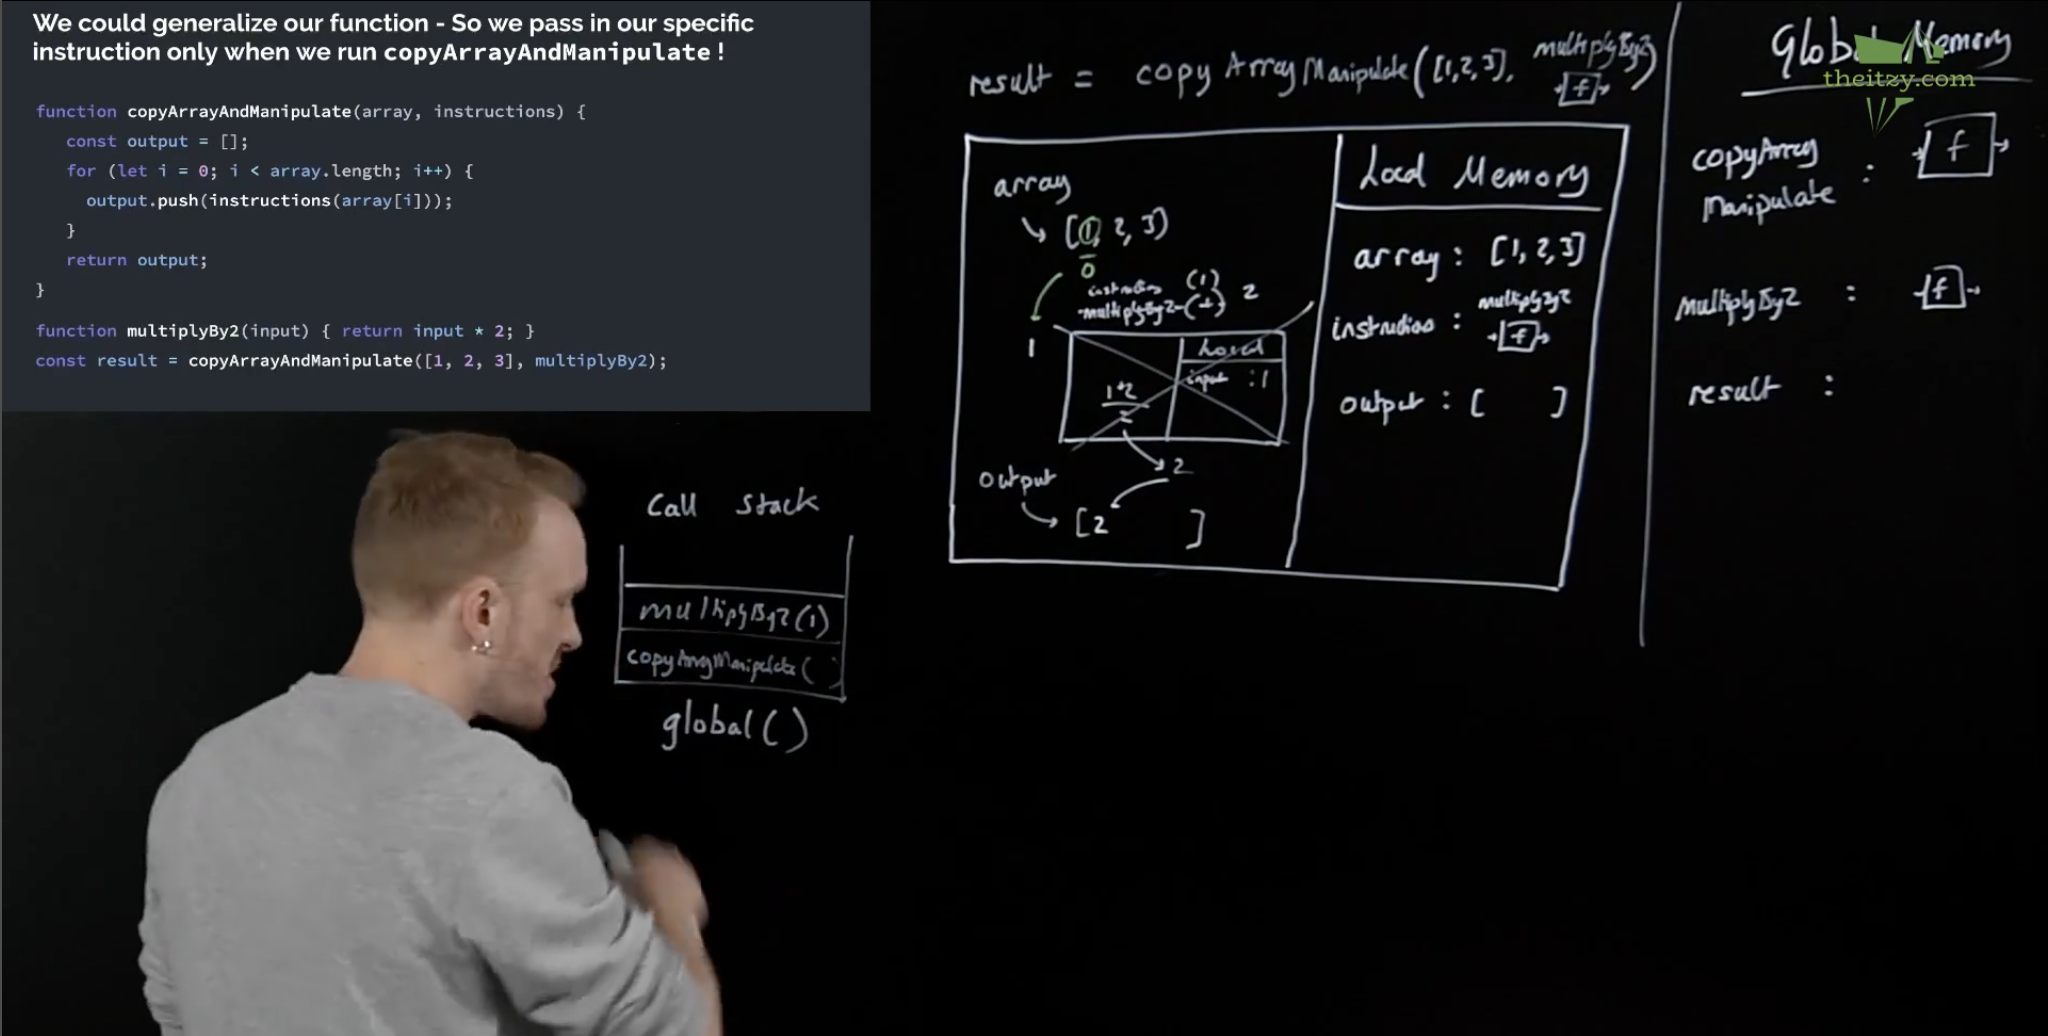 We could generalize our function - So we pass in our specific
instruction only when we run copyArrayAndManipulate!
function copyArrayAndManipulate(array, instructions) {
const output = [];
for (let i = 0; i < array.length; i++) {
output.push(instructions(array[i]));
}
return output;
}
function multiplyBy2(input) { return input * 2; }
const result = copyArrayAndManipulate([1, 2, 3], multiplyBy2);
result = copyArrayManipulate([1,2,3], multiplyBy2)
f
array
[1, 2, 3]
0
1
(1)
multiplyBy2 2
Local
input : 1
1*2
2
2
output
[2 ]
Local Memory
array : [1, 2, 3]
multiplyBy2
instructions : f
output : [ ]
Global Memory
theitzy.com
copyArray
Manipulate : f
multiplyBy2 : f
result :
Call Stack
multiplyBy2(1)
copyArrayManipulate( )
global()